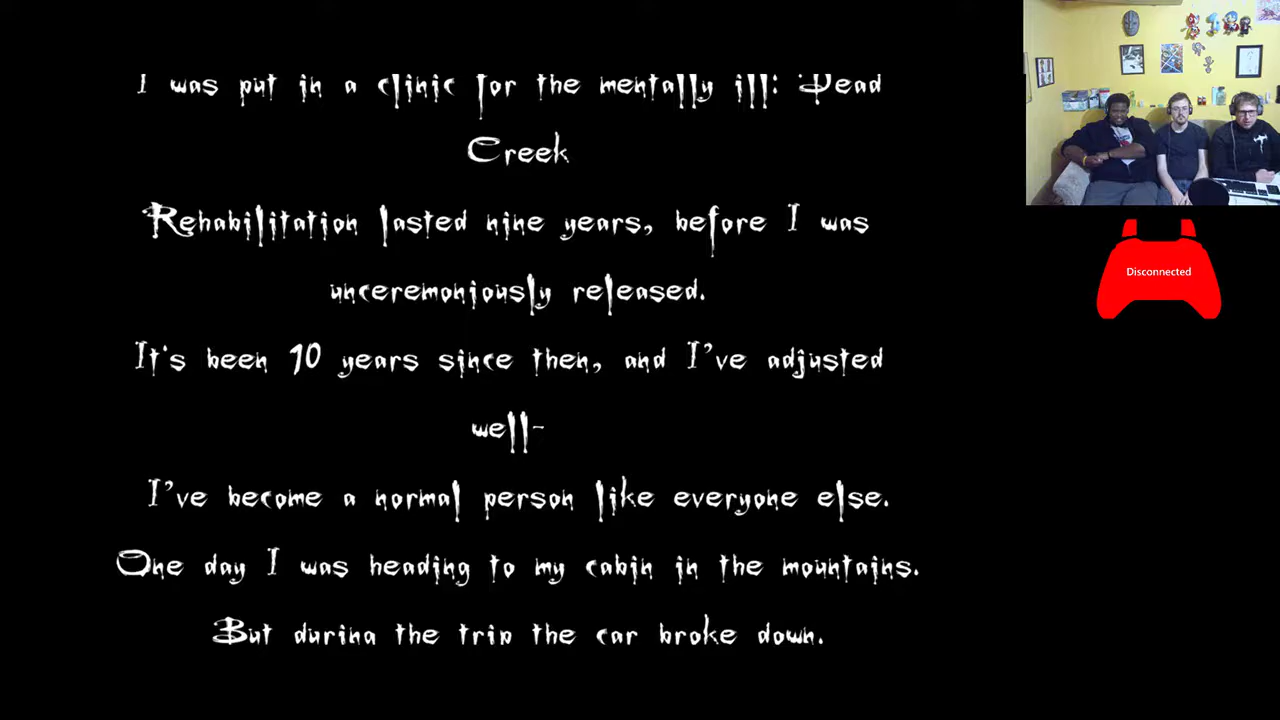 I was put in a clinic for the mentally ill: Dead
Creek
Rehabilitation lasted nine years, before I was
unceremoniously released.
It's been 10 years since then, and I've adjusted
well-
I've become a normal person like everyone else.
One day I was heading to my cabin in the mountains.
But during the trip the car broke down.
Disconnected